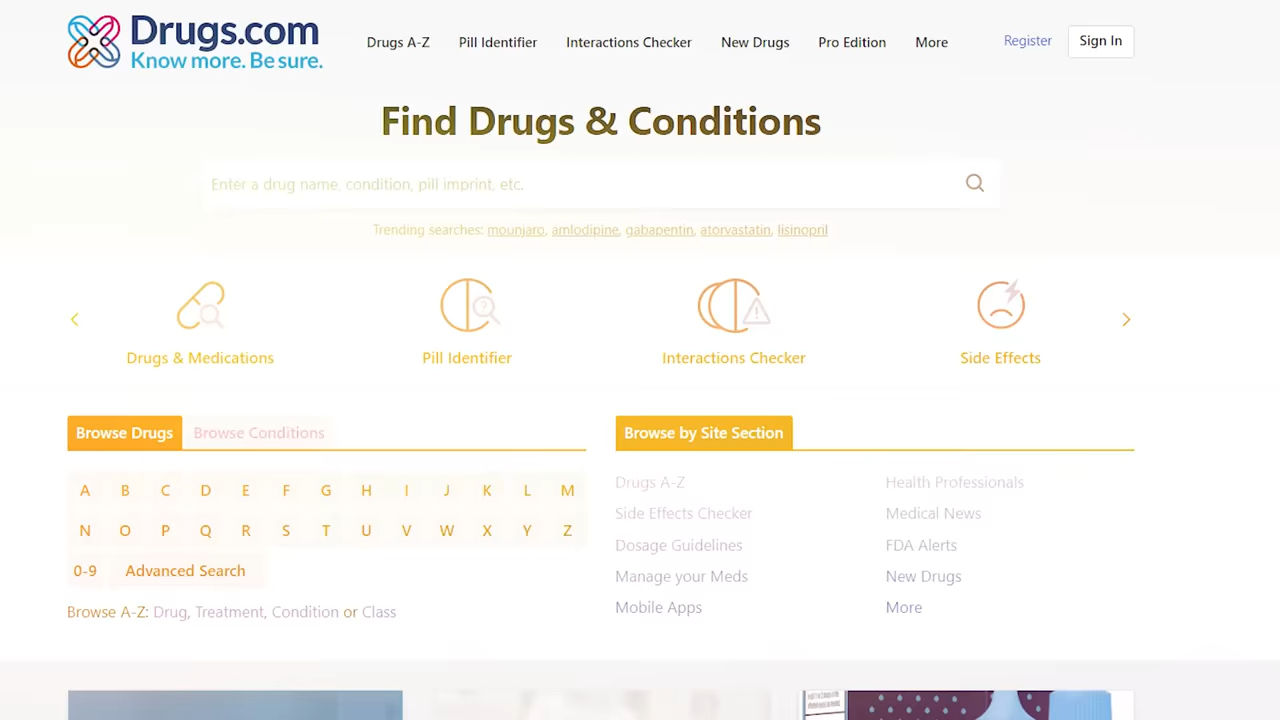 Drugs.com
Know more. Be sure.
Drugs A-Z Pill Identifier Interactions Checker New Drugs Pro Edition More Register Sign In
Find Drugs & Conditions
Enter a drug name, condition, pill imprint, etc.
Trending searches: mounjaro, amlodipine, gabapentin, atorvastatin, lisinopril
Drugs & Medications Pill Identifier Interactions Checker Side Effects
Browse Drugs Browse Conditions
A B C D E F G H I J K L M
N O P Q R S T U V W X Y Z
0-9 Advanced Search
Browse A-Z: Drug, Treatment, Condition or Class
Browse by Site Section
Drugs A-Z Health Professionals
Side Effects Checker Medical News
Dosage Guidelines FDA Alerts
Manage your Meds New Drugs
Mobile Apps More